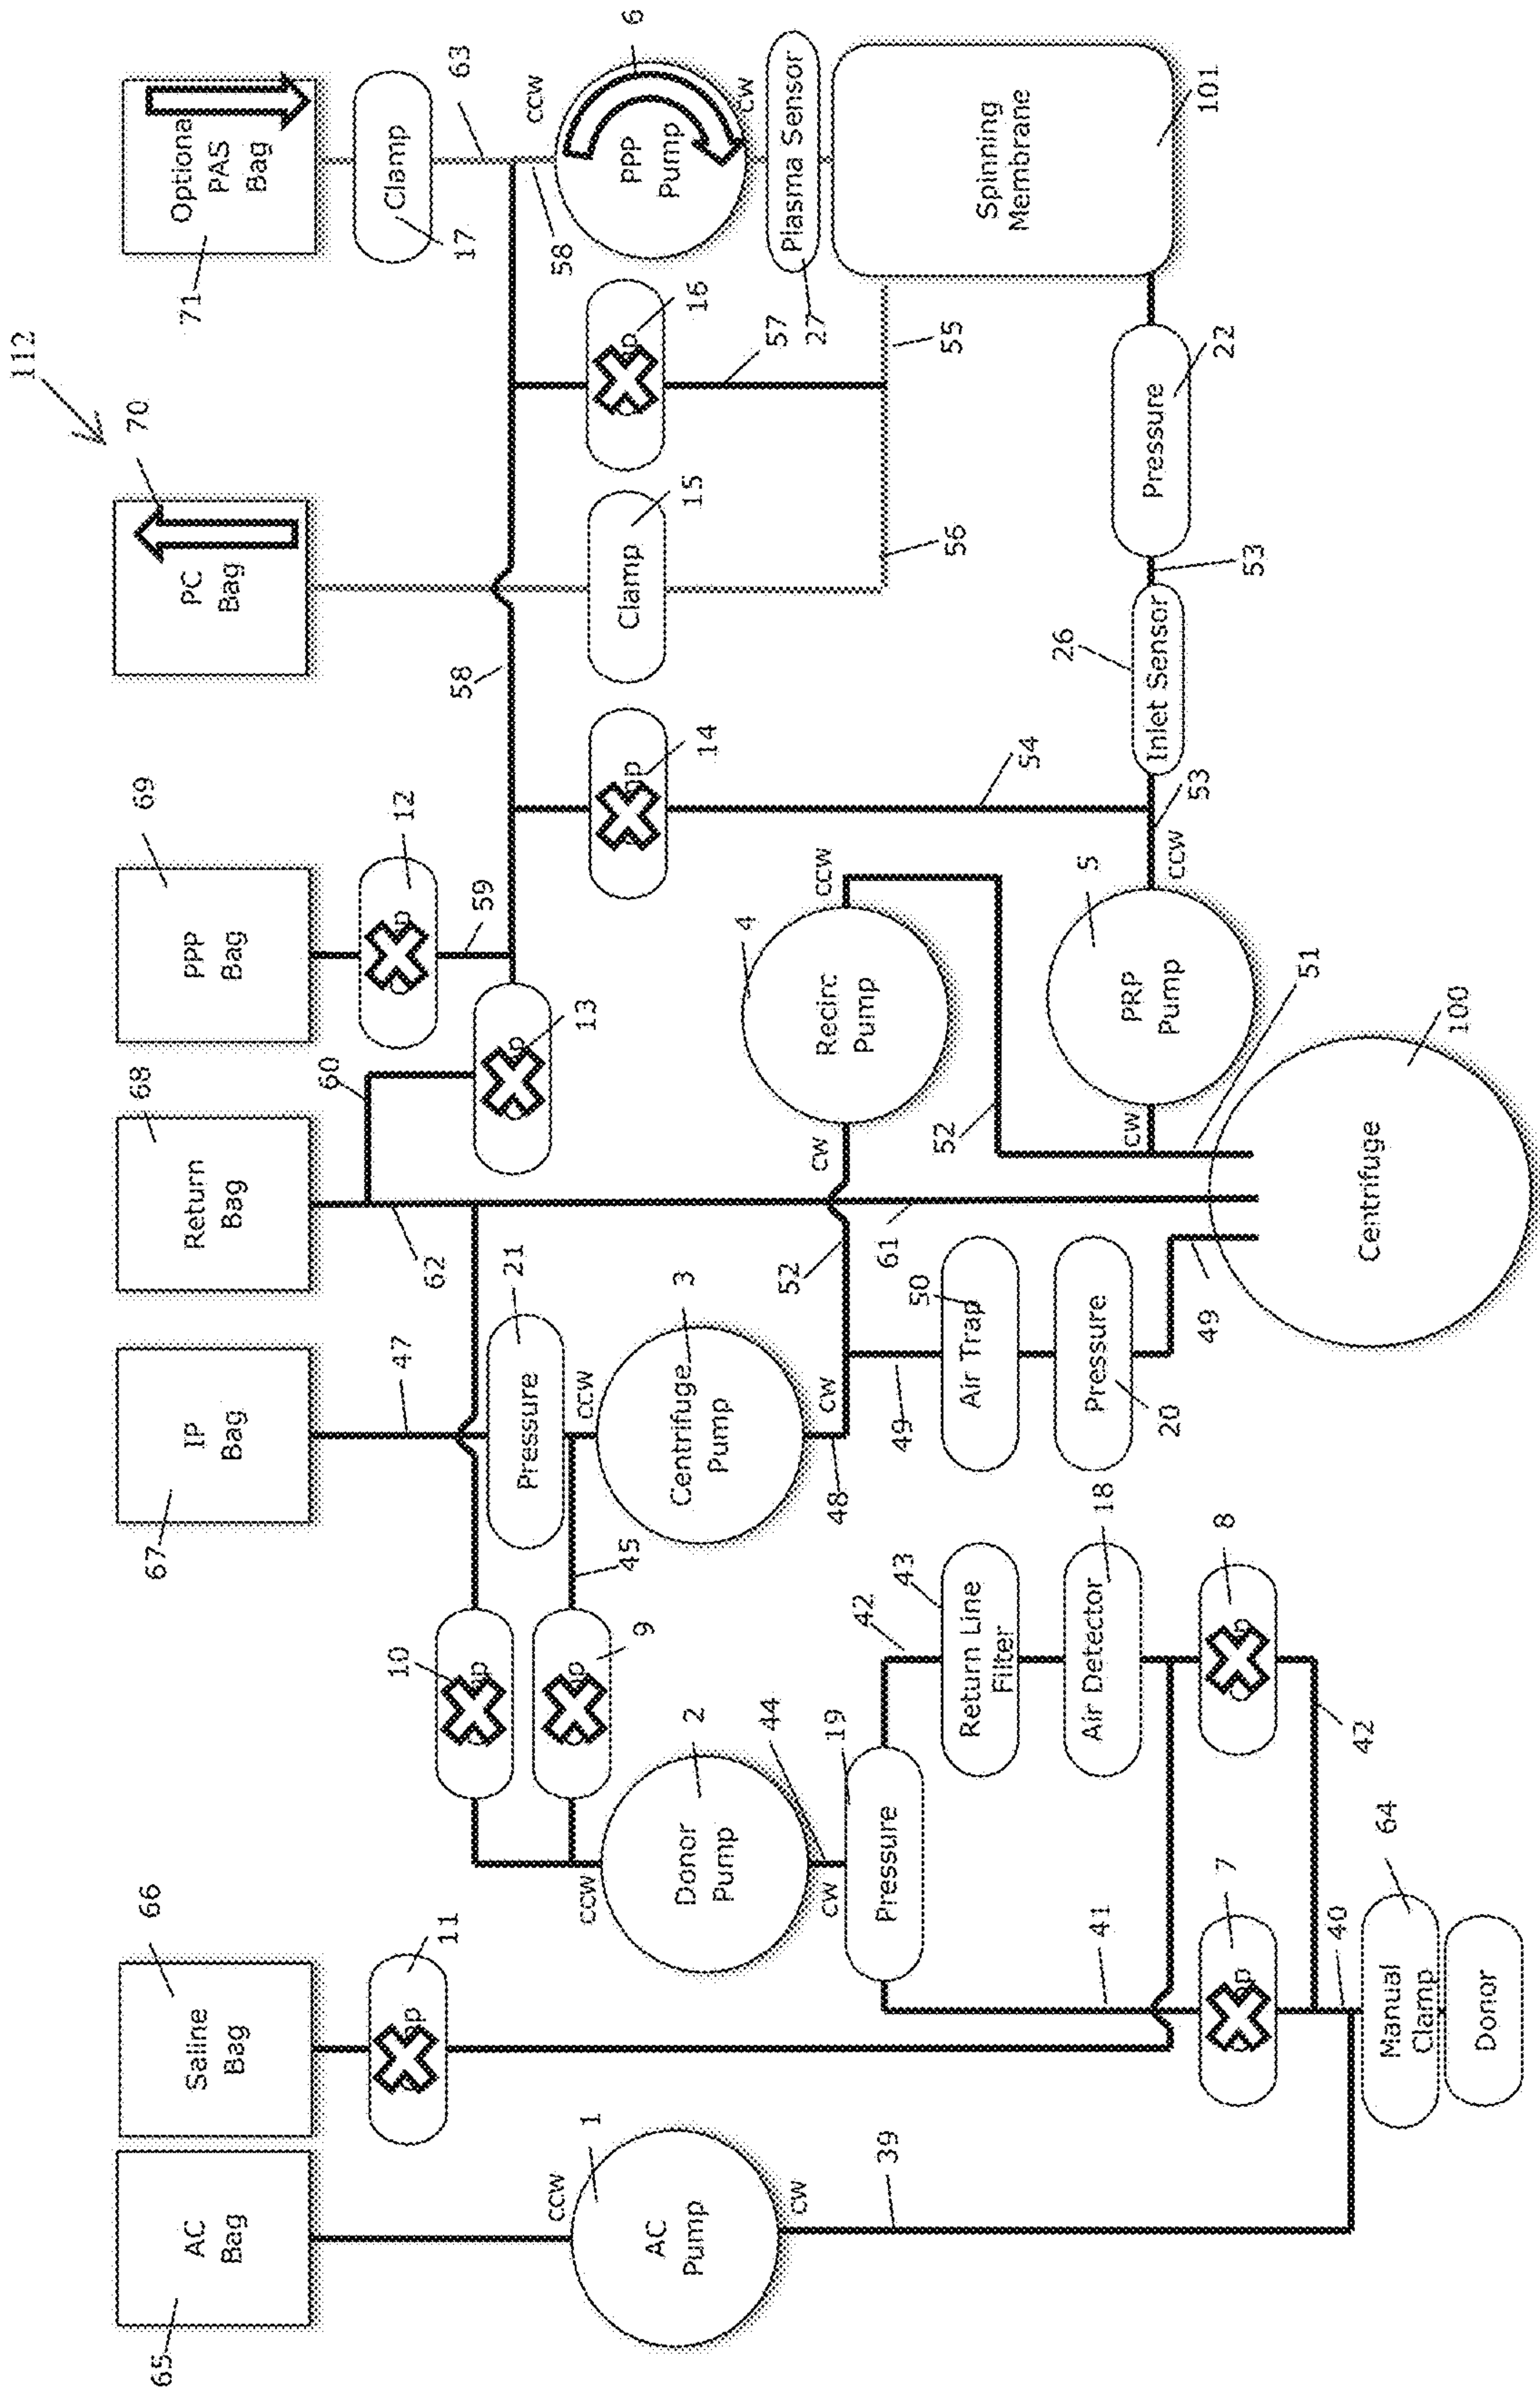 65
AC
Bag
ccw
1
AC
Pump
cw
39
66
Saline
Bag
11
10
9
ccw
Donor
Pump
2
cw
44
19
Pressure
41
7
40
Manual
Clamp
64
Donor
42
43
Return Line
Filter
18
Air Detector
8
42
67
IP
Bag
47
21
Pressure
45
ccw
Centrifuge
Pump
3
cw
48
49
50
Air Trap
Pressure
20
49
68
Return
Bag
62
60
13
52
61
cw
Recirc
Pump
4
ccw
52
cw
PRP
Pump
5
ccw
51
100
Centrifuge
69
PPP
Bag
12
59
58
14
54
53
26
Inlet Sensor
53
Pressure
22
112
70
PC
Bag
Clamp
15
56
16
57
55
71
Optional
PAS
Bag
Clamp
17
63
58
ccw
PPP
Pump
6
cw
Plasma Sensor
27
Spinning
Membrane
101